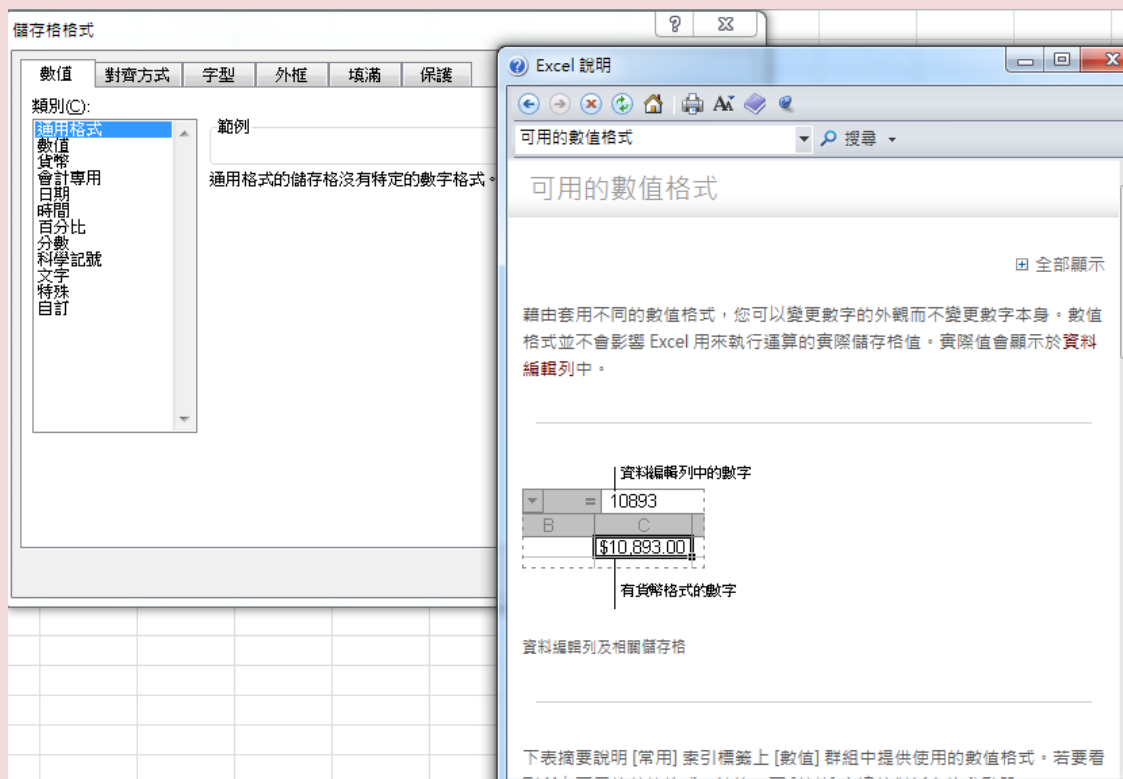 儲存格格式
數值 對齊方式 字型 外框 填滿 保護
類別(C):
通用格式
數值
貨幣
會計專用
日期
時間
百分比
分數
科學記號
文字
特殊
自訂
範例
通用格式的儲存格沒有特定的數字格式。
Excel 說明
可用的數值格式 搜尋
可用的數值格式
全部顯示
藉由套用不同的數值格式，您可以變更數字的外觀而不變更數字本身。數值
格式並不會影響 Excel 用來執行運算的實際儲存格值。實際值會顯示於資料
編輯列中。
資料編輯列中的數字
= 10893
B C
$10,893.00
有貨幣格式的數字
資料編輯列及相關儲存格
下表摘要說明 [常用] 索引標籤上 [數值] 群組中提供使用的數值格式。若要看